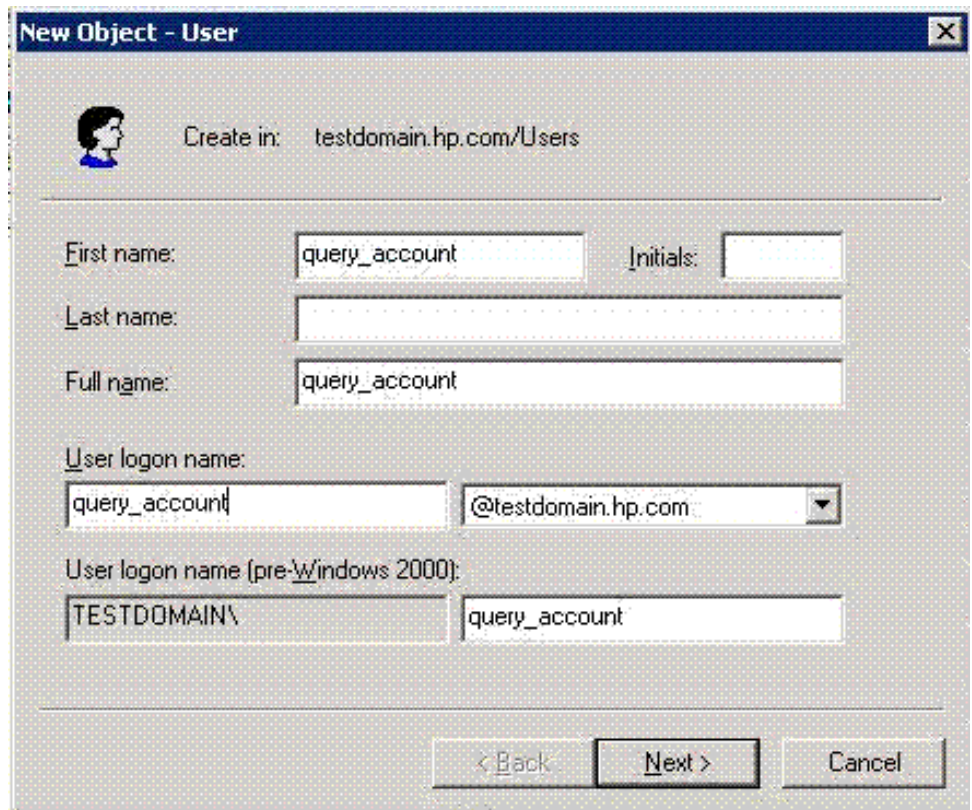 New Object - User
Create in: testdomain.hp.com/Users
First name: query_account Initials:
Last name:
Full name: query_account
User logon name:
query_account @testdomain.hp.com
User logon name (pre-Windows 2000):
TESTDOMAIN\ query_account
< Back Next > Cancel